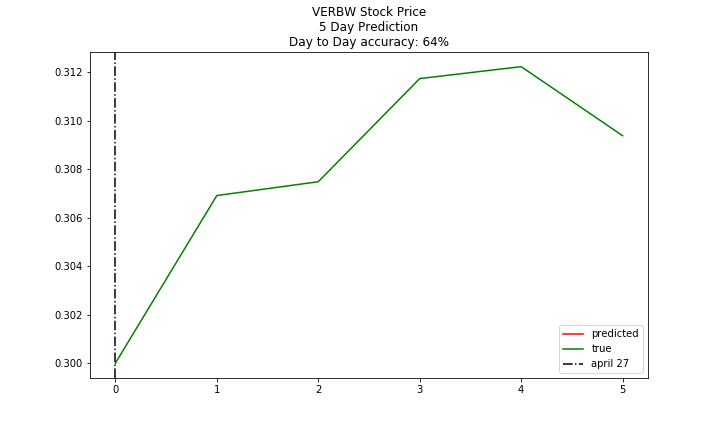 VERBW Stock Price
5 Day Prediction
Day to Day accuracy: 64%
0.312
0.310
0.308
0.306
0.304
0.302
0.300
0 1 2 3 4 5
predicted
true
april 27